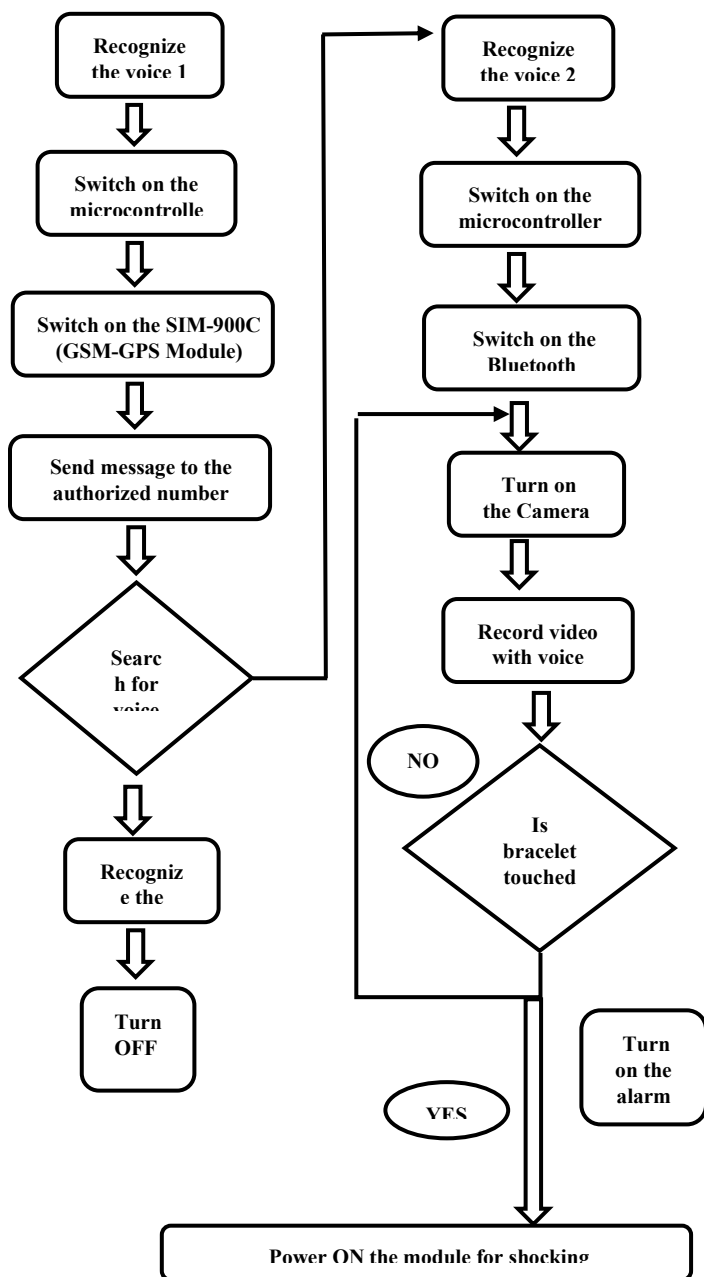 Recognize
the voice 1
Switch on the
microcontrolle
Switch on the SIM-900C
(GSM-GPS Module)
Send message to the
authorized number
Searc
h for
voice
Recogniz
e the
Turn
OFF
Recognize
the voice 2
Switch on the
microcontroller
Switch on the
Bluetooth
Turn on
the Camera
Record video
with voice
NO
Is
bracelet
touched
YES
Turn
on the
alarm
Power ON the module for shocking